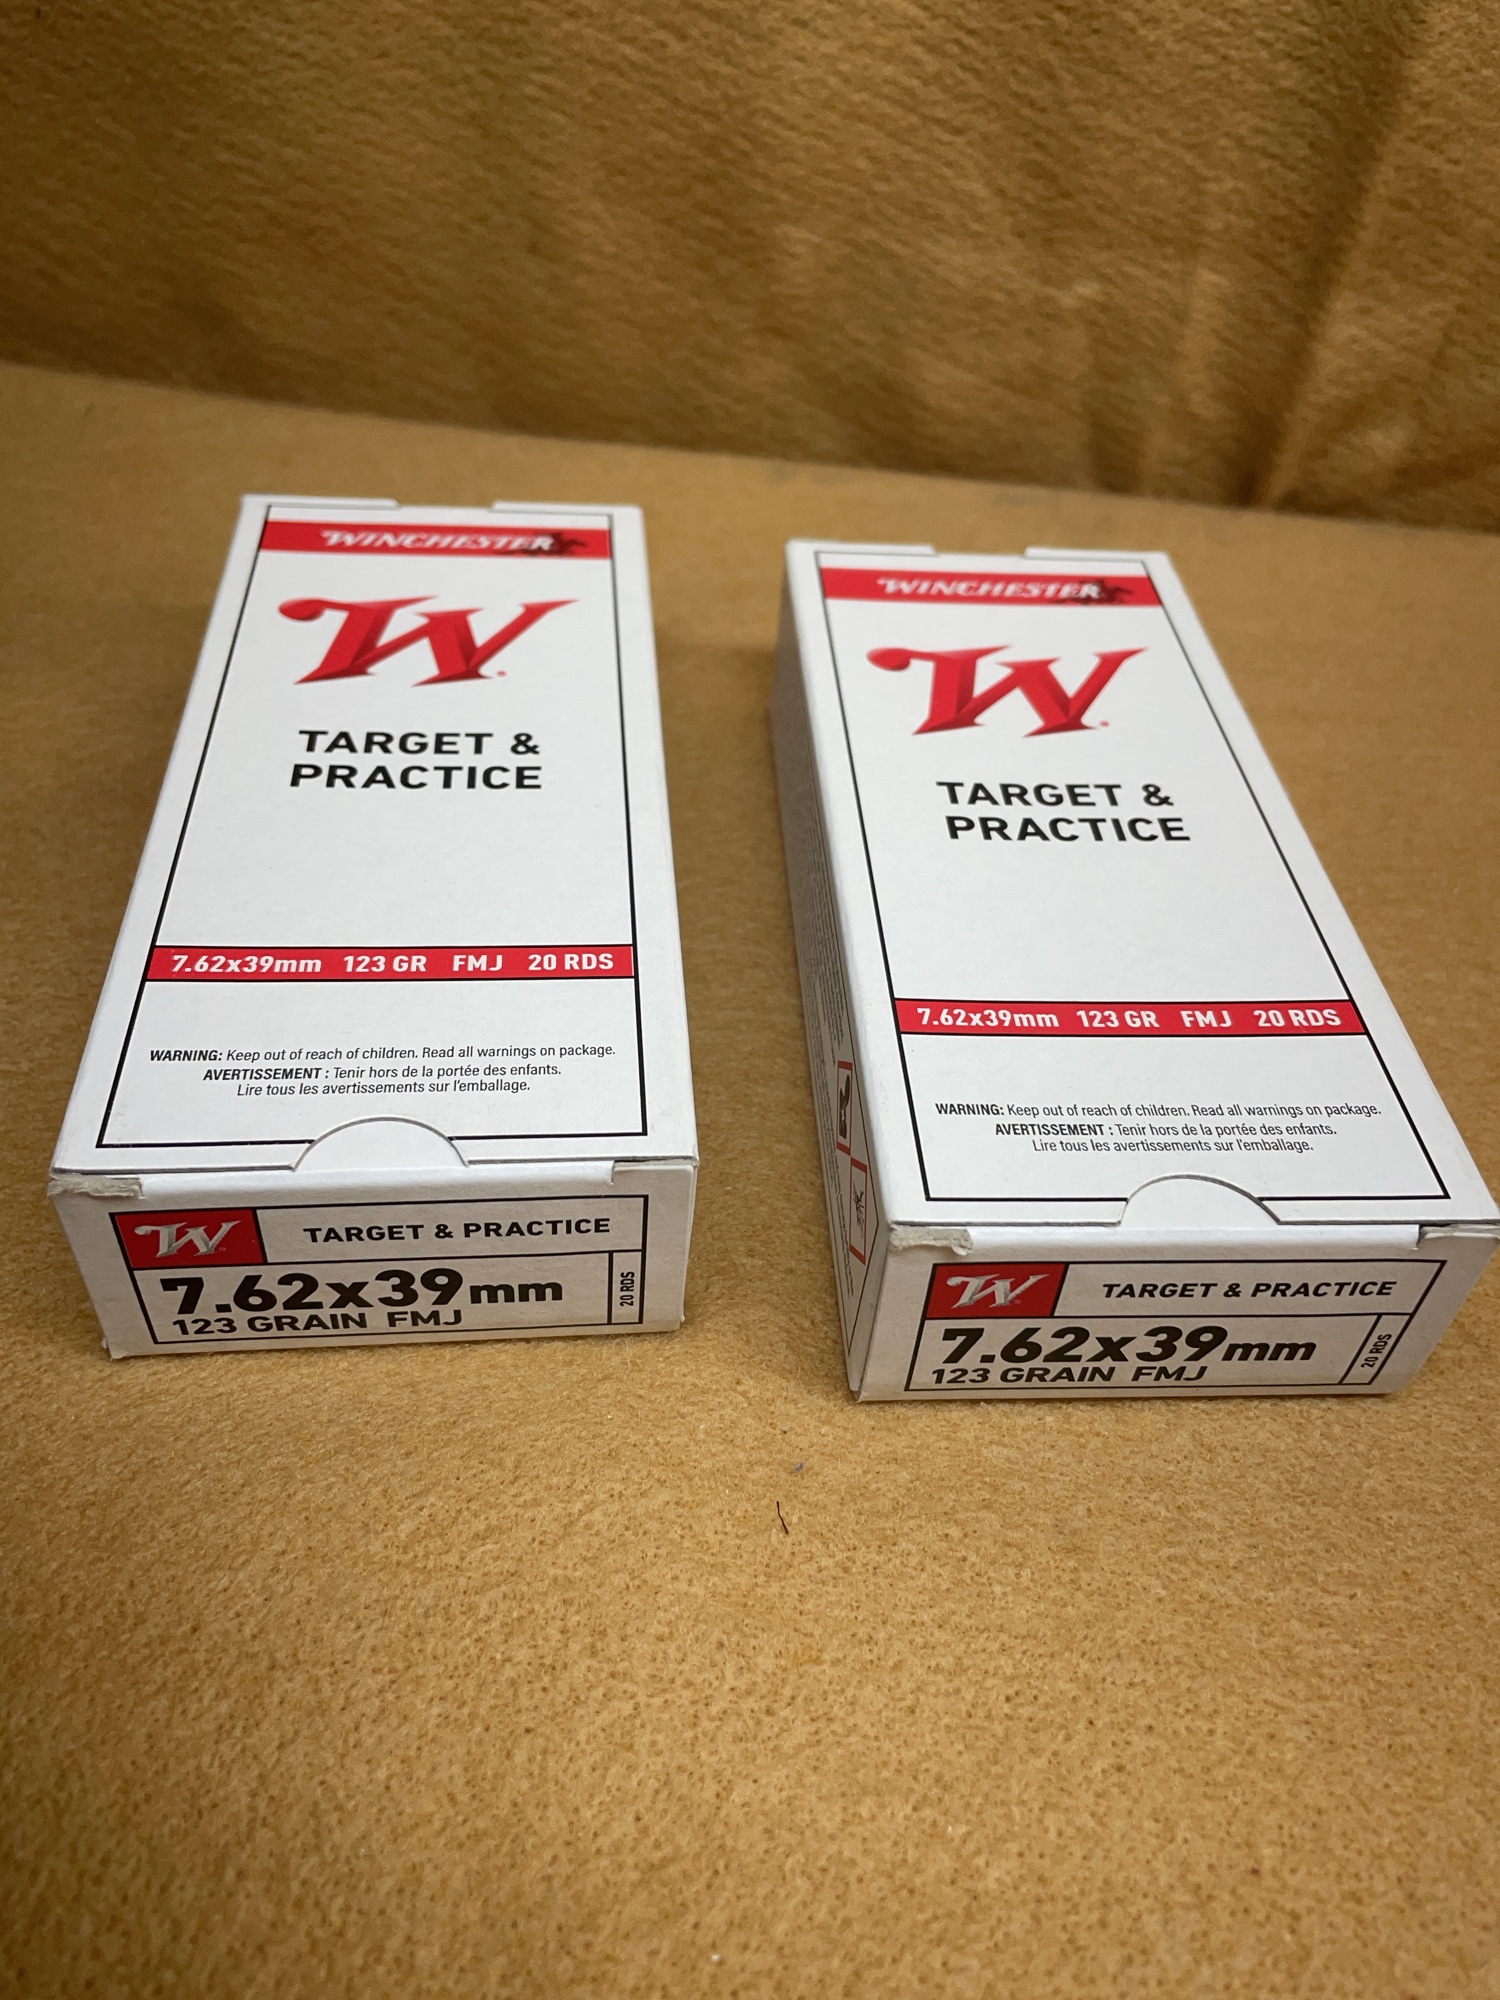 WINCHESTER
W
TARGET &
PRACTICE
7.62x39mm 123 GR FMJ 20 RDS
WARNING: Keep out of reach of children. Read all warnings on package.
AVERTISSEMENT : Tenir hors de la portée des enfants.
Lire tous les avertissements sur l'emballage.
W TARGET & PRACTICE
7.62x39mm
123 GRAIN FMJ
20 RDS
WINCHESTER
W
TARGET &
PRACTICE
7.62x39mm 123 GR FMJ 20 RDS
WARNING: Keep out of reach of children. Read all warnings on package.
AVERTISSEMENT : Tenir hors de la portée des enfants.
Lire tous les avertissements sur l'emballage.
W TARGET & PRACTICE
7.62x39mm
123 GRAIN FMJ
20 RDS